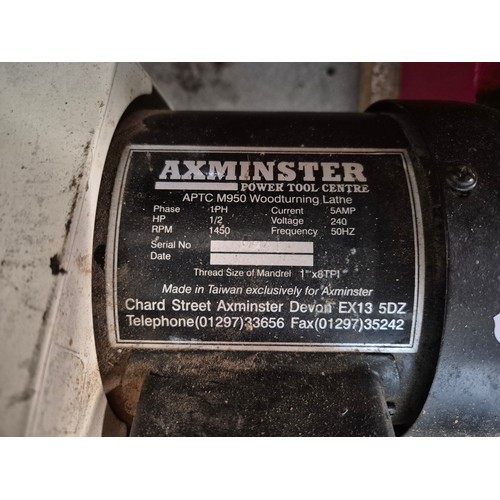 AXMINSTER
POWER TOOL CENTRE
APTC M950 Woodturning Lathe
Phase 1PH Current 5AMP
HP 1/2 Voltage 240
RPM 1450 Frequency 50HZ
Serial No
Date
Thread Size of Mandrel 1"x8TPI
Made in Taiwan exclusively for Axminster
Chard Street Axminster Devon EX13 5DZ
Telephone(01297)33656 Fax(01297)35242